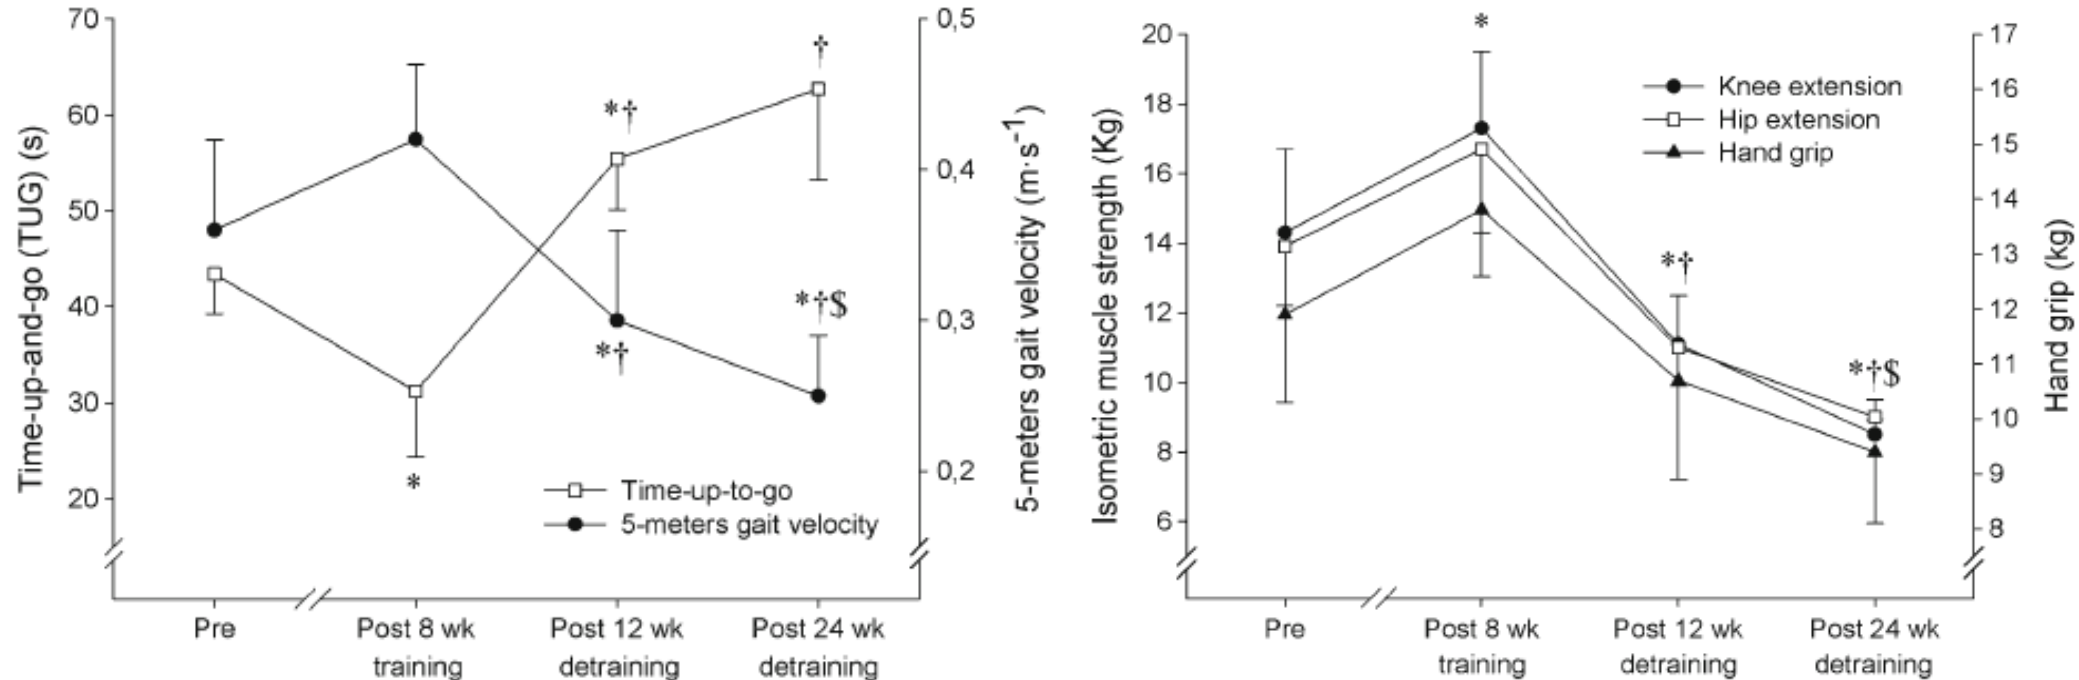 70
60
50
40
30
20
Time-up-and-go (TUG) (s)
0,5
0,4
0,3
0,2
5-meters gait velocity (m·s-1)
*
*†
*†
†
*†$
Time-up-to-go
5-meters gait velocity
Pre
Post 8 wk
training
Post 12 wk
detraining
Post 24 wk
detraining
20
18
16
14
12
10
8
6
Isometric muscle strength (Kg)
17
16
15
14
13
12
11
10
9
8
Hand grip (kg)
*
*†
*†$
Knee extension
Hip extension
Hand grip
Pre
Post 8 wk
training
Post 12 wk
detraining
Post 24 wk
detraining